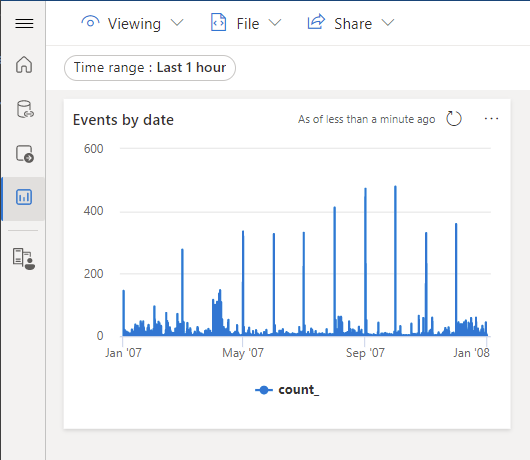 Viewing File Share
Time range : Last 1 hour
Events by date As of less than a minute ago
600
400
200
0
Jan '07 May '07 Sep '07 Jan '08
count_